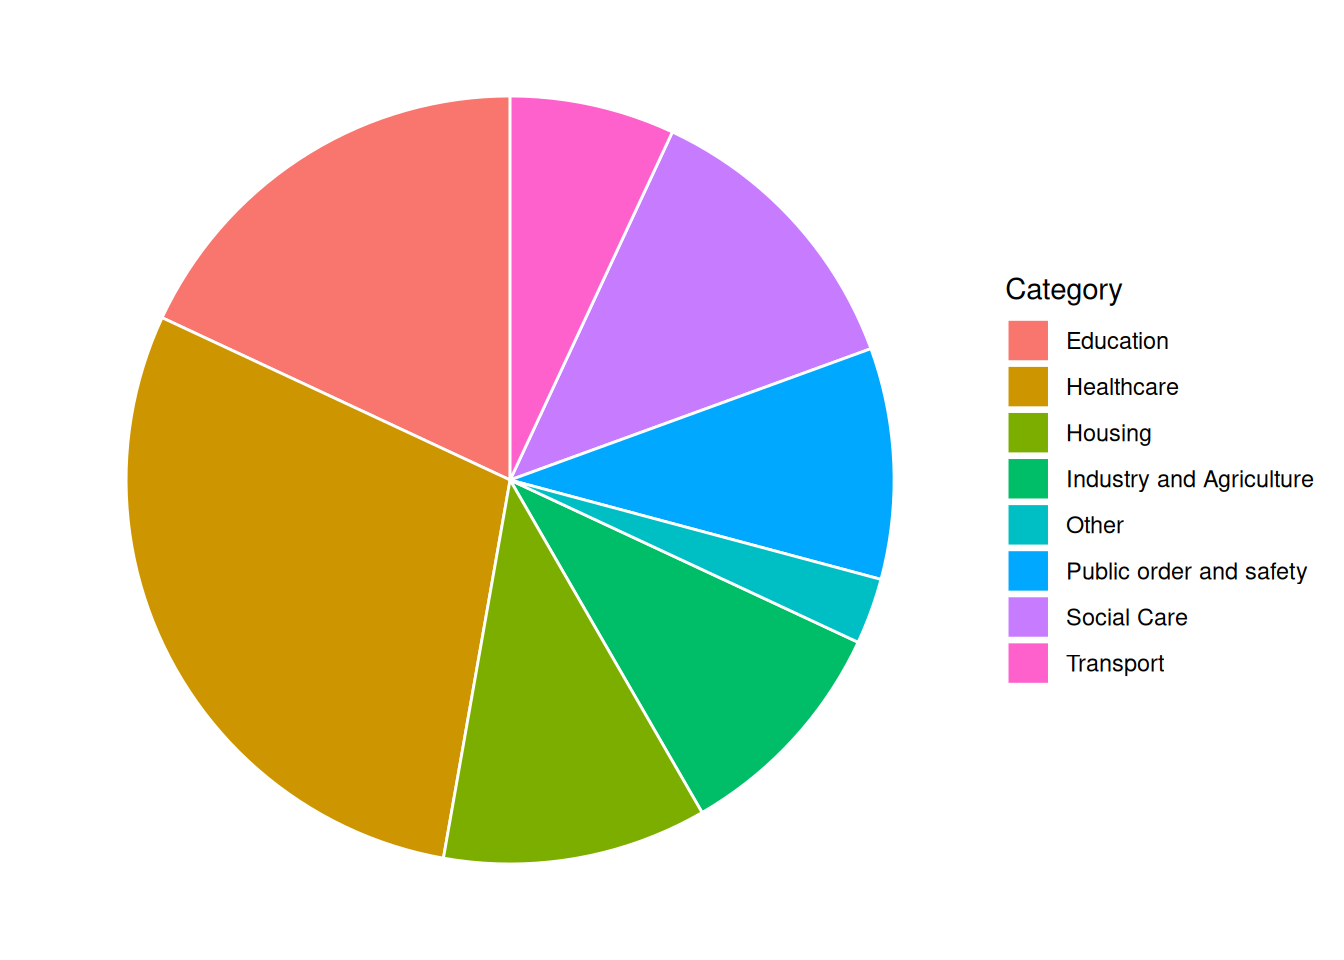 Category
Education
Healthcare
Housing
Industry and Agriculture
Other
Public order and safety
Social Care
Transport